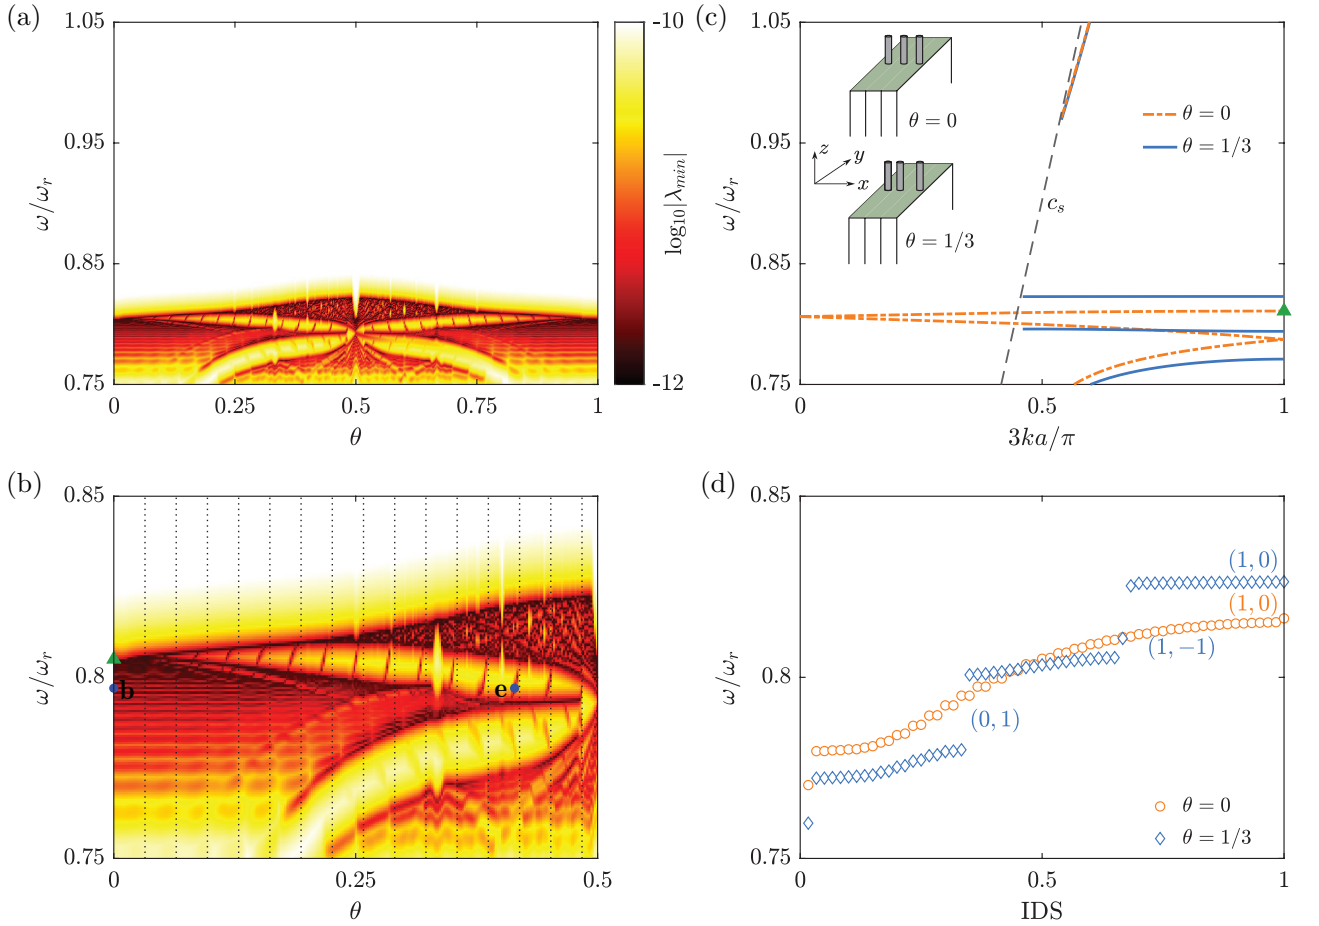 (a)
1.05
0.95
0.85
0.75
ω/ω_r
0 0.25 0.5 0.75 1
θ
-10
-12
log₁₀|λ_min|
(c)
1.05
0.95
0.85
0.75
ω/ω_r
θ = 0
θ = 1/3
z
y
x
θ = 0
θ = 1/3
c_s
0 0.5 1
3ka/π
(b)
0.85
0.8
0.75
ω/ω_r
b
e
0 0.25 0.5
θ
(d)
0.85
0.8
0.75
ω/ω_r
(1, 0)
(1, 0)
(1, −1)
(0, 1)
θ = 0
θ = 1/3
0 0.5 1
IDS